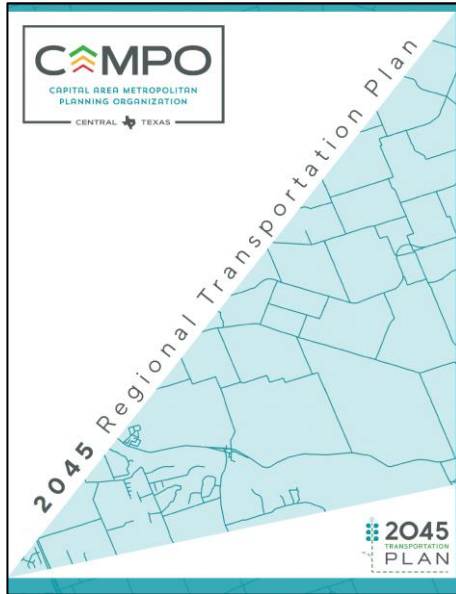 CAMPO
CAPITAL AREA METROPOLITAN
PLANNING ORGANIZATION
CENTRAL TEXAS
2045 Regional Transportation Plan
2045
TRANSPORTATION
PLAN